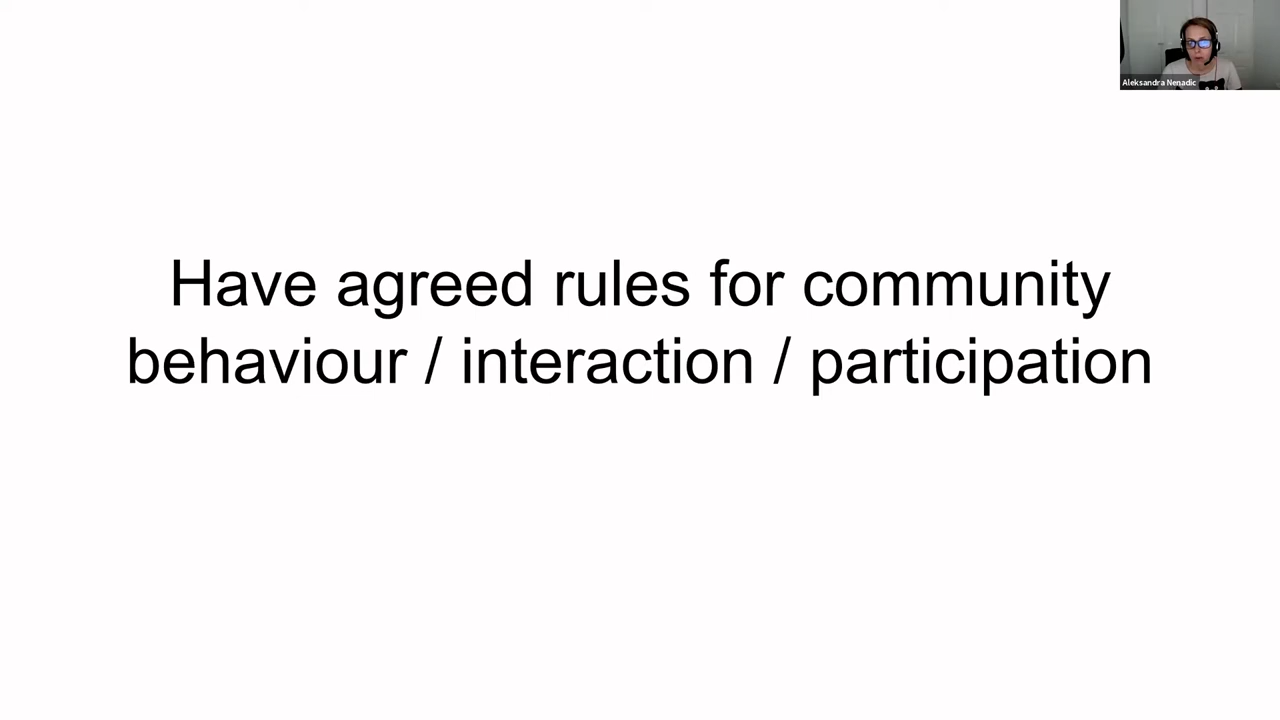 Aleksandra Nenadic
Have agreed rules for community
behaviour / interaction / participation